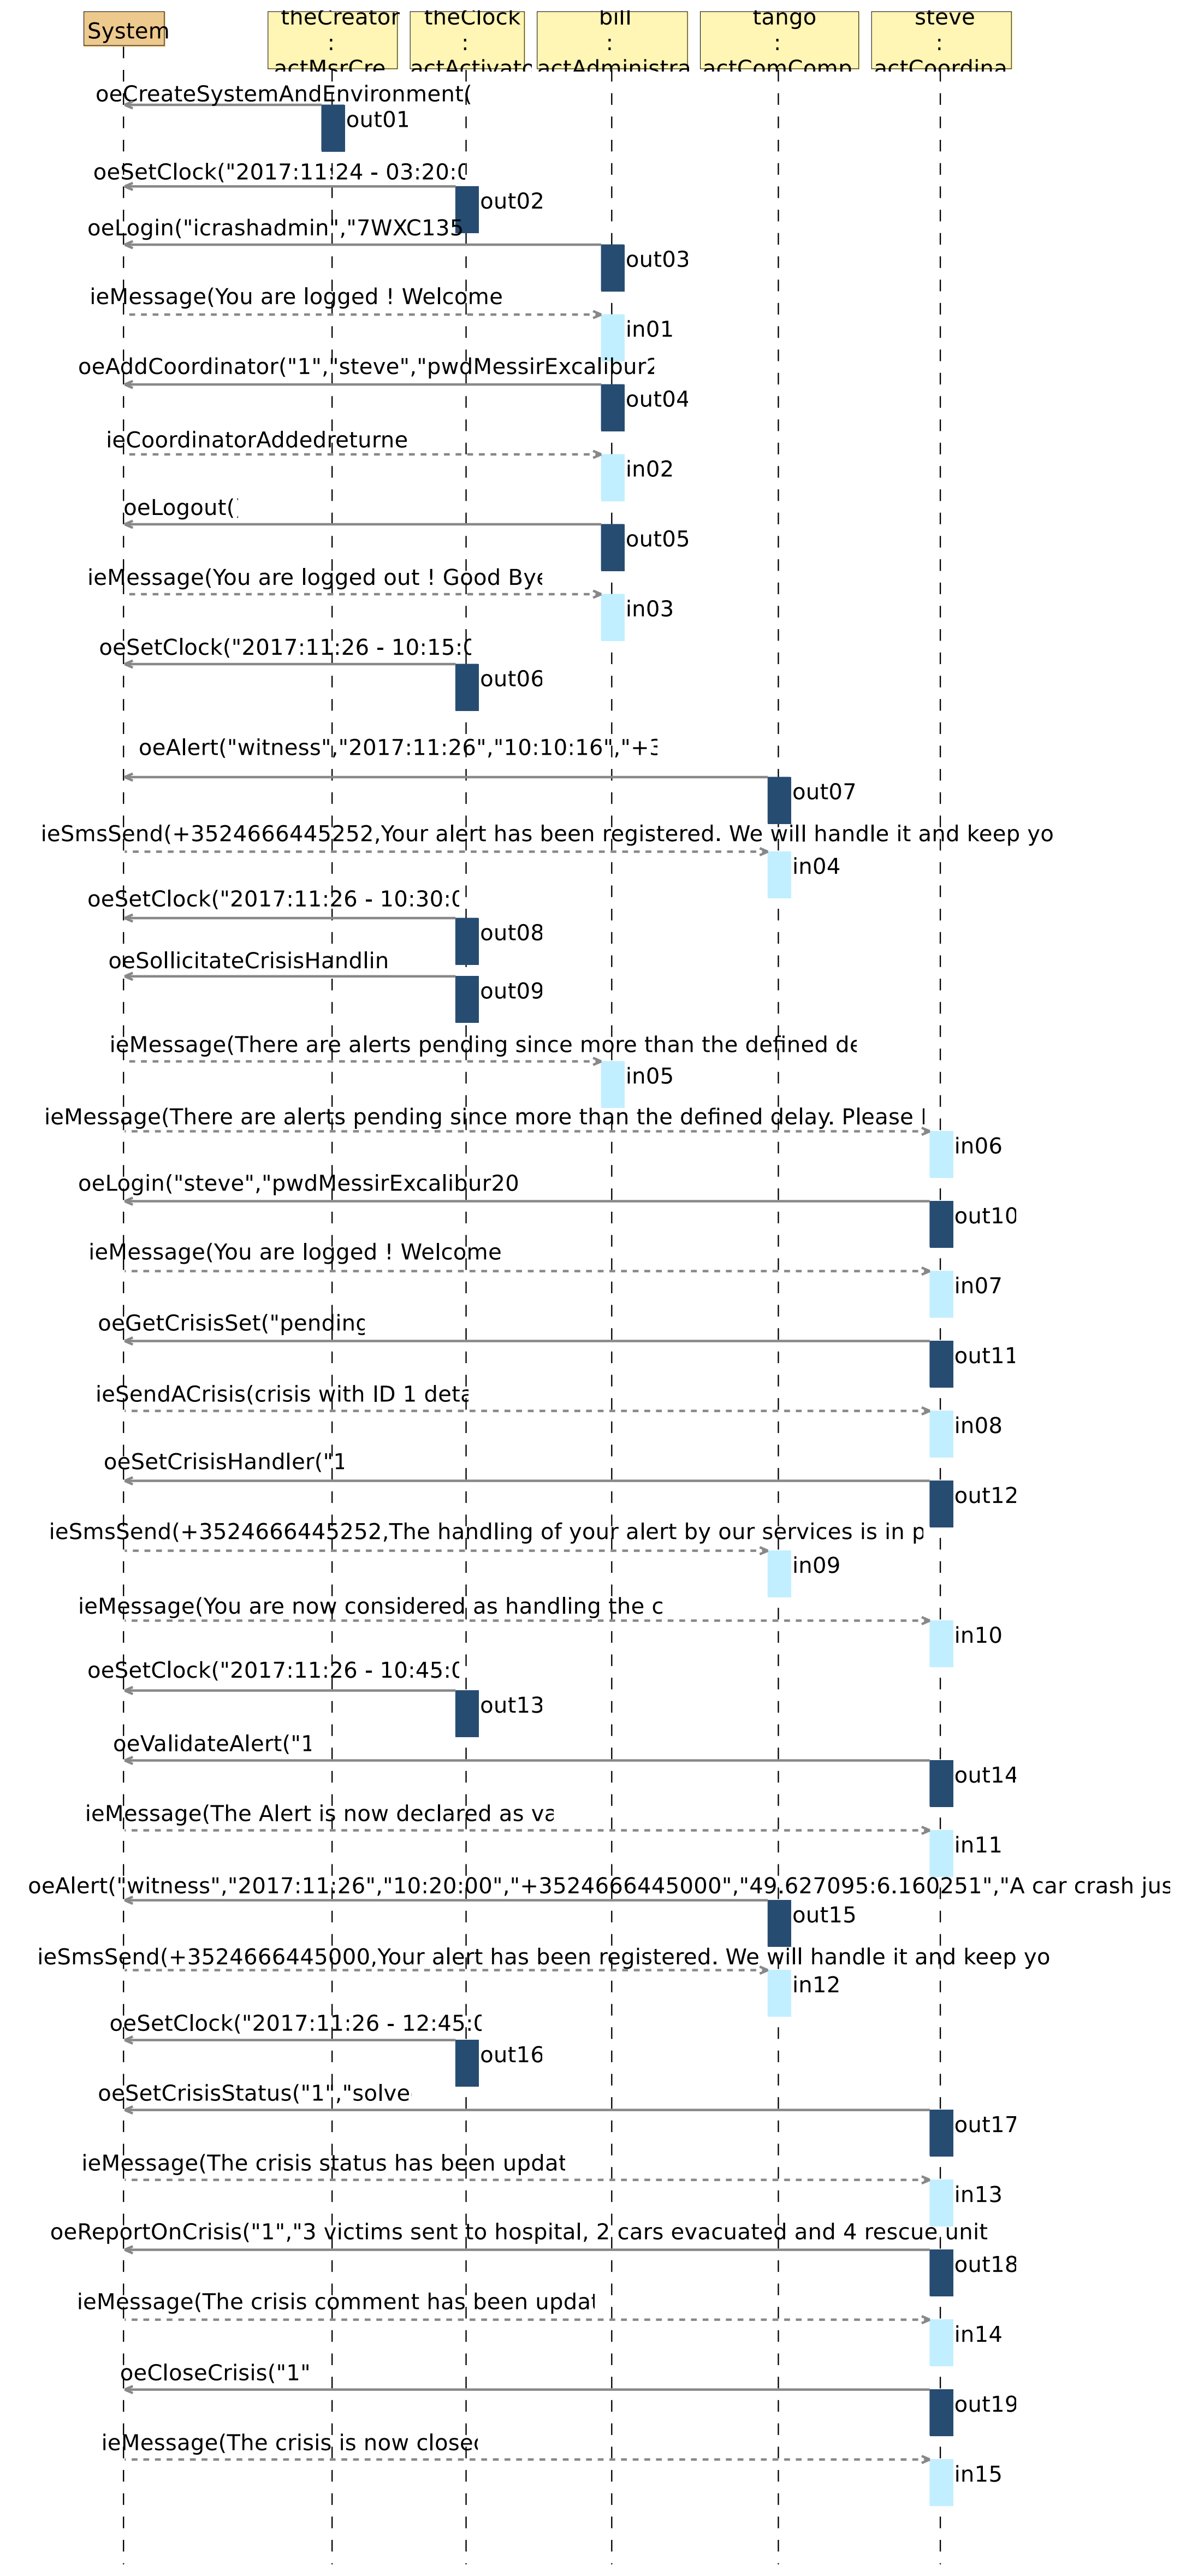 System
theCreator
:
actMsrCre
theClock
:
actActivato
bill
:
actAdministra
tango
:
actComComp
steve
:
actCoordina
oeCreateSystemAndEnvironment(
out01
oeSetClock("2017:11:24 - 03:20:0
out02
oeLogin("icrashadmin","7WXC135
out03
ieMessage(You are logged ! Welcome
in01
oeAddCoordinator("1","steve","pwdMessirExcalibur2
out04
ieCoordinatorAddedreturne
in02
oeLogout()
out05
ieMessage(You are logged out ! Good Bye
in03
oeSetClock("2017:11:26 - 10:15:0
out06
oeAlert("witness","2017:11:26","10:10:16","+3
out07
ieSmsSend(+3524666445252,Your alert has been registered. We will handle it and keep yo
in04
oeSetClock("2017:11:26 - 10:30:0
out08
oeSollicitateCrisisHandlin
out09
ieMessage(There are alerts pending since more than the defined de
in05
ieMessage(There are alerts pending since more than the defined delay. Please
in06
oeLogin("steve","pwdMessirExcalibur20
out10
ieMessage(You are logged ! Welcome
in07
oeGetCrisisSet("pending
out11
ieSendACrisis(crisis with ID 1 deta
in08
oeSetCrisisHandler("1
out12
ieSmsSend(+3524666445252,The handling of your alert by our services is in p
in09
ieMessage(You are now considered as handling the c
in10
oeSetClock("2017:11:26 - 10:45:0
out13
oeValidateAlert("1
out14
ieMessage(The Alert is now declared as va
in11
oeAlert("witness","2017:11:26","10:20:00","+3524666445000","49.627095:6.160251","A car crash jus
out15
ieSmsSend(+3524666445000,Your alert has been registered. We will handle it and keep yo
in12
oeSetClock("2017:11:26 - 12:45:0
out16
oeSetCrisisStatus("1","solve
out17
ieMessage(The crisis status has been updat
in13
oeReportOnCrisis("1","3 victims sent to hospital, 2 cars evacuated and 4 rescue unit
out18
ieMessage(The crisis comment has been updat
in14
oeCloseCrisis("1"
out19
ieMessage(The crisis is now closed
in15